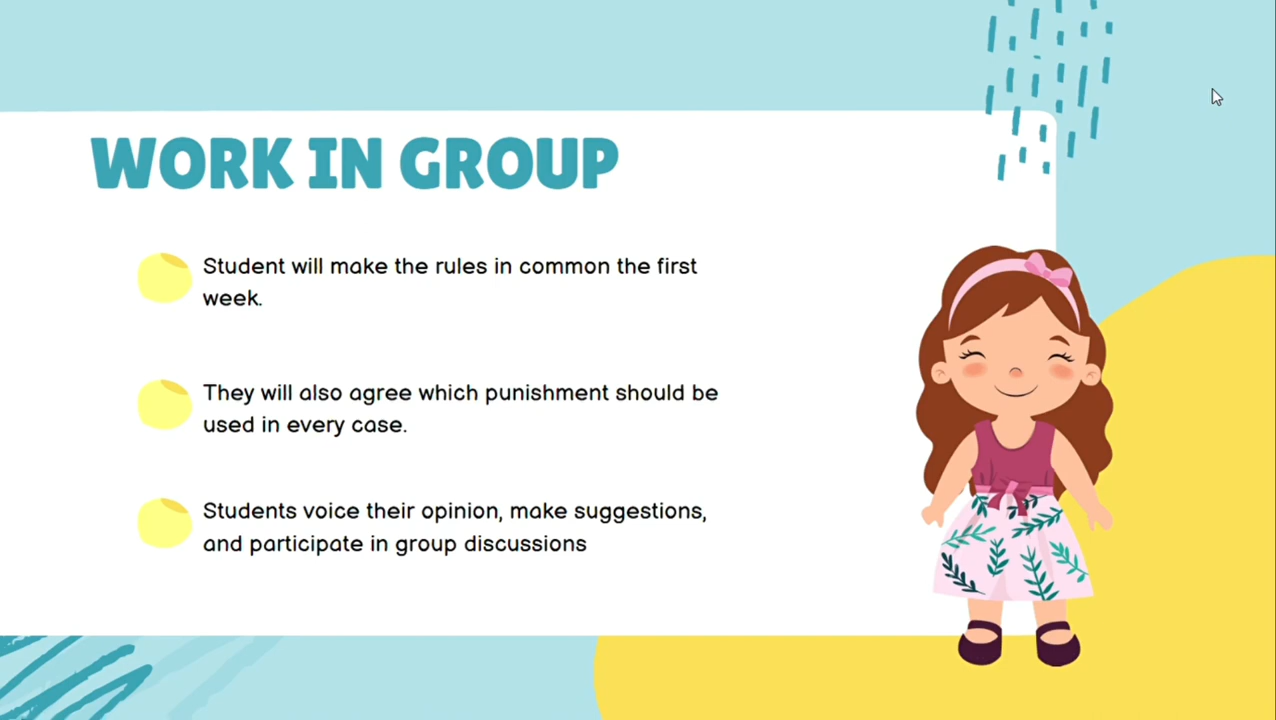 WORK IN GROUP
Student will make the rules in common the first
week.
They will also agree which punishment should be
used in every case.
Students voice their opinion, make suggestions,
and participate in group discussions